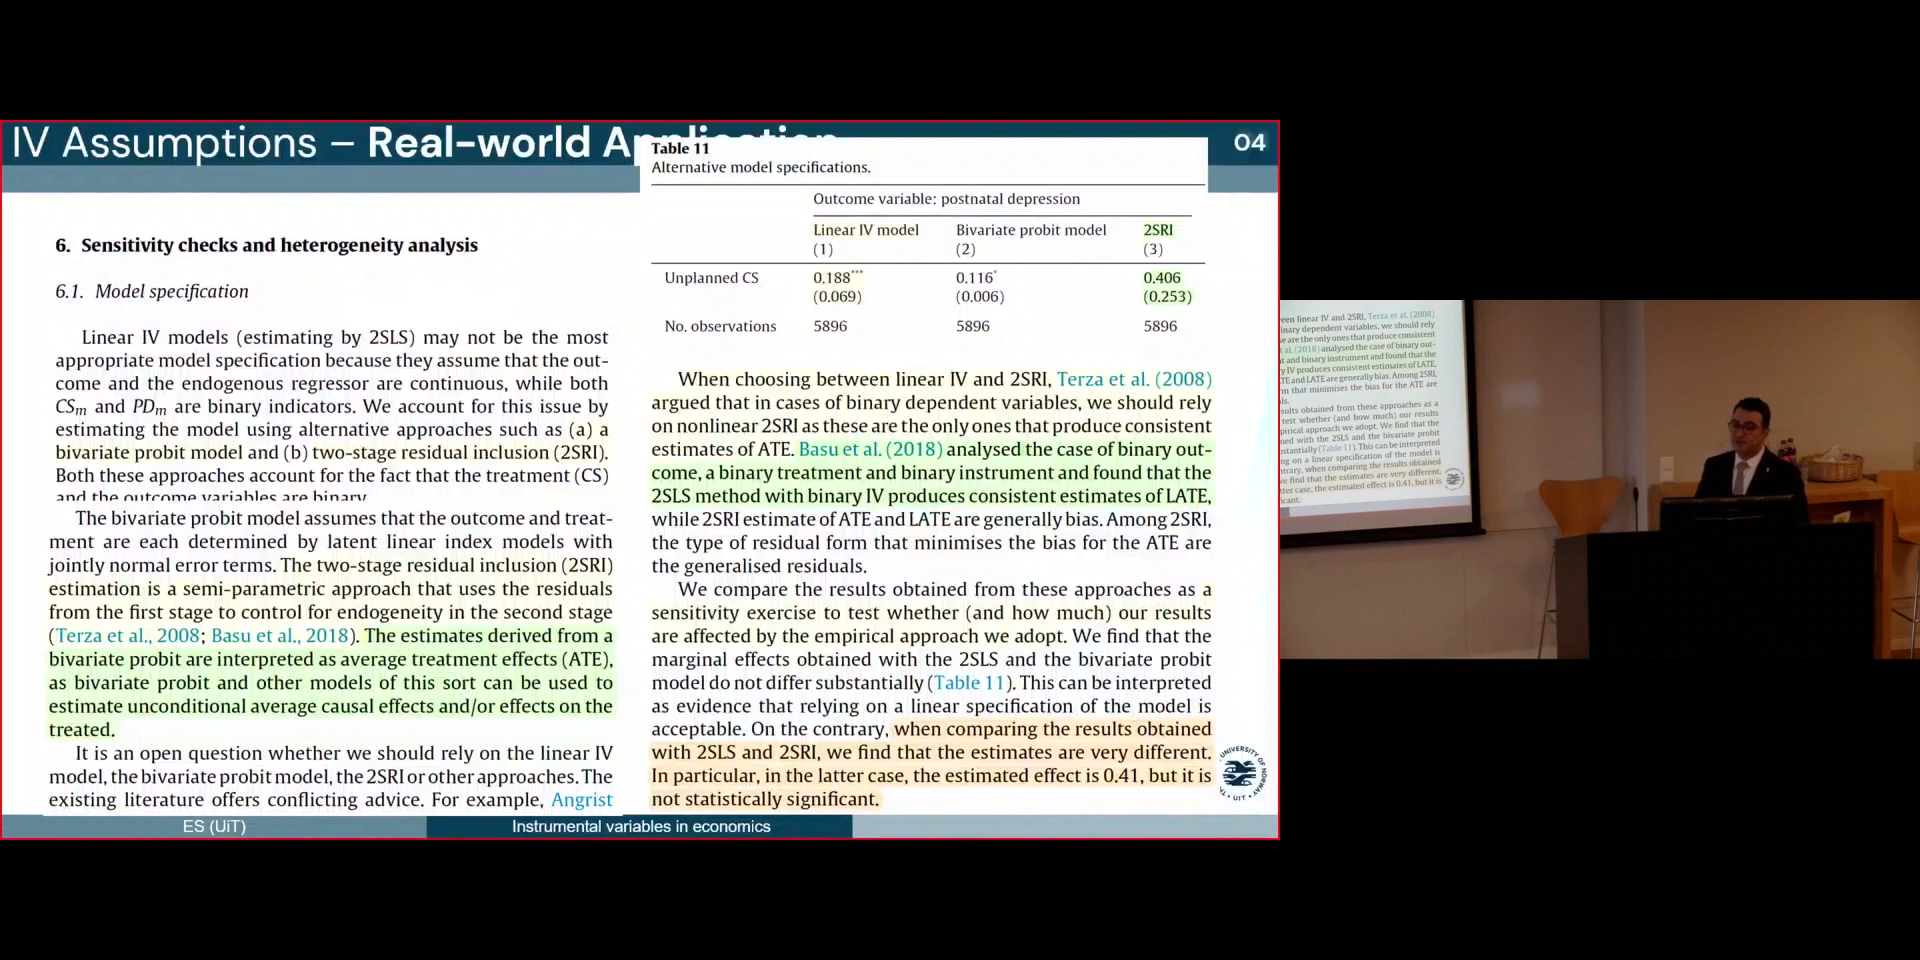 IV Assumptions – Real-world Application
04
6. Sensitivity checks and heterogeneity analysis
6.1. Model specification
Linear IV models (estimating by 2SLS) may not be the most
appropriate model specification because they assume that the out-
come and the endogenous regressor are continuous, while both
CSm and PDm are binary indicators. We account for this issue by
estimating the model using alternative approaches such as (a) a
bivariate probit model and (b) two-stage residual inclusion (2SRI).
Both these approaches account for the fact that the treatment (CS)
and the outcome variables are binary.
The bivariate probit model assumes that the outcome and treat-
ment are each determined by latent linear index models with
jointly normal error terms. The two-stage residual inclusion (2SRI)
estimation is a semi-parametric approach that uses the residuals
from the first stage to control for endogeneity in the second stage
(Terza et al., 2008; Basu et al., 2018). The estimates derived from a
bivariate probit are interpreted as average treatment effects (ATE),
as bivariate probit and other models of this sort can be used to
estimate unconditional average causal effects and/or effects on the
treated.
It is an open question whether we should rely on the linear IV
model, the bivariate probit model, the 2SRI or other approaches. The
existing literature offers conflicting advice. For example, Angrist
Table 11
Alternative model specifications.
Outcome variable: postnatal depression
Linear IV model Bivariate probit model 2SRI
(1) (2) (3)
Unplanned CS 0.188*** 0.116* 0.406
(0.069) (0.006) (0.253)
No. observations 5896 5896 5896
When choosing between linear IV and 2SRI, Terza et al. (2008)
argued that in cases of binary dependent variables, we should rely
on nonlinear 2SRI as these are the only ones that produce consistent
estimates of ATE. Basu et al. (2018) analysed the case of binary out-
come, a binary treatment and binary instrument and found that the
2SLS method with binary IV produces consistent estimates of LATE,
while 2SRI estimate of ATE and LATE are generally bias. Among 2SRI,
the type of residual form that minimises the bias for the ATE are
the generalised residuals.
We compare the results obtained from these approaches as a
sensitivity exercise to test whether (and how much) our results
are affected by the empirical approach we adopt. We find that the
marginal effects obtained with the 2SLS and the bivariate probit
model do not differ substantially (Table 11). This can be interpreted
as evidence that relying on a linear specification of the model is
acceptable. On the contrary, when comparing the results obtained
with 2SLS and 2SRI, we find that the estimates are very different.
In particular, in the latter case, the estimated effect is 0.41, but it is
not statistically significant.
ES (UiT)
Instrumental variables in economics